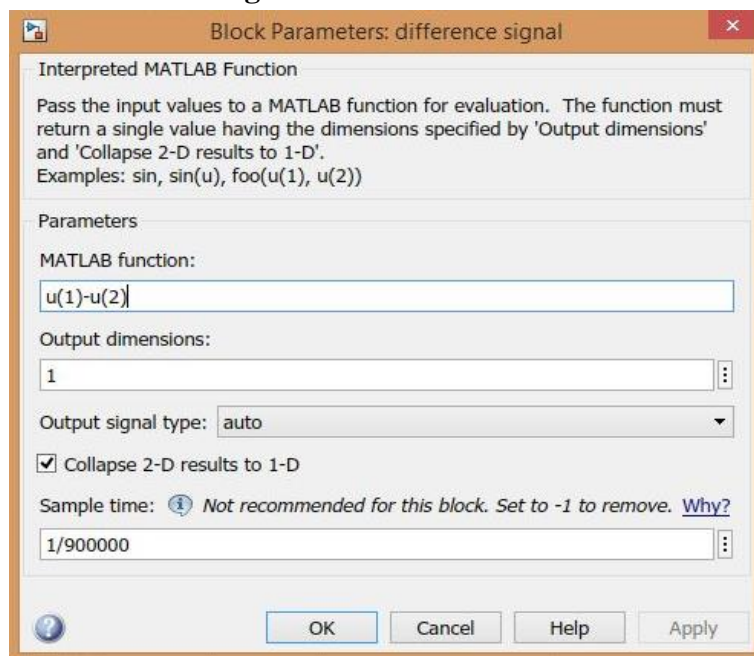 Block Parameters: difference signal
Interpreted MATLAB Function
Pass the input values to a MATLAB function for evaluation. The function must
return a single value having the dimensions specified by 'Output dimensions'
and 'Collapse 2-D results to 1-D'.
Examples: sin, sin(u), foo(u(1), u(2))
Parameters
MATLAB function:
u(1)-u(2)
Output dimensions:
1
Output signal type: auto
Collapse 2-D results to 1-D
Sample time: Not recommended for this block. Set to -1 to remove. Why?
1/900000
OK Cancel Help Apply